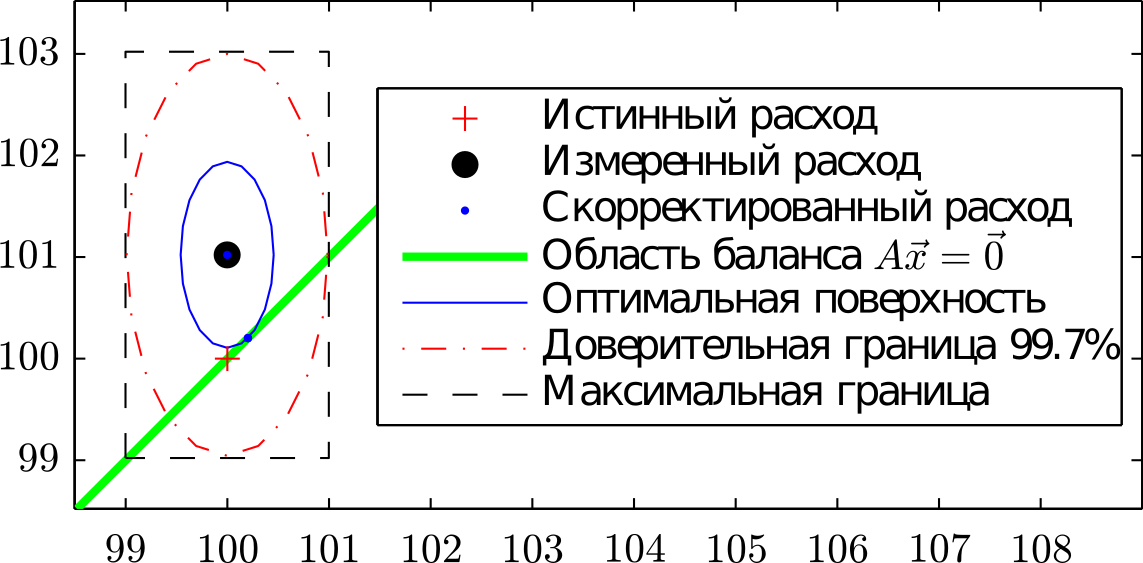 103
102
101
100
99
Истинный расход
Измеренный расход
Скорректированный расход
Область баланса $A\vec{x} = \vec{0}$
Оптимальная поверхность
Доверительная граница 99.7%
Максимальная граница
99 100 101 102 103 104 105 106 107 108